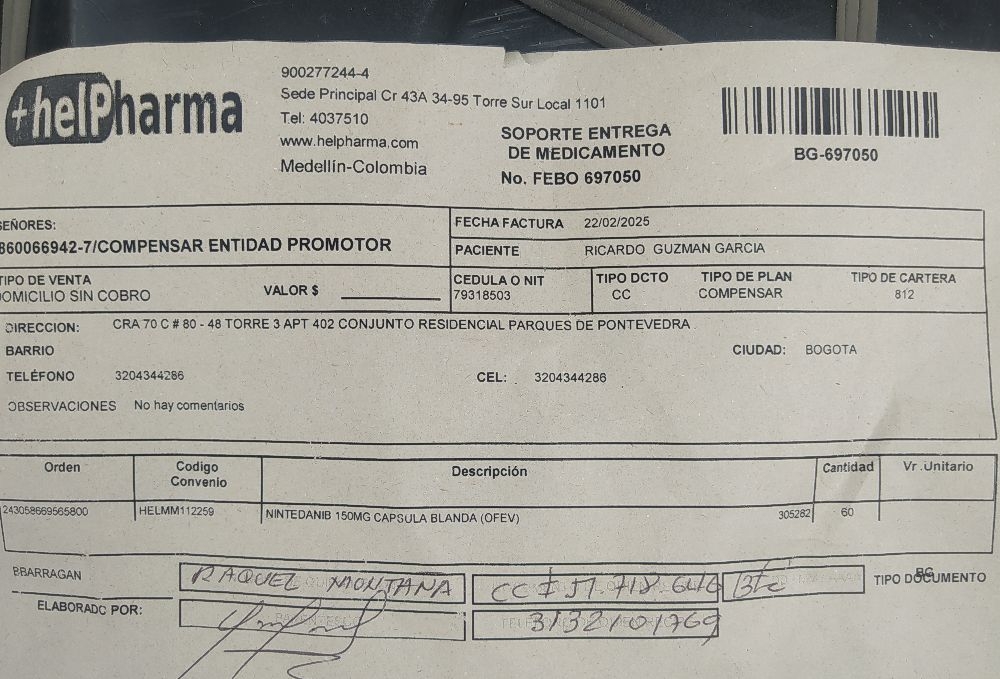 +helPharma
900277244-4
Sede Principal Cr 43A 34-95 Torre Sur Local 1101
Tel: 4037510
www.helpharma.com
Medellín-Colombia
SOPORTE ENTREGA
DE MEDICAMENTO
No. FEBO 697050
BG-697050
SEÑORES:
860066942-7/COMPENSAR ENTIDAD PROMOTOR
FECHA FACTURA 22/02/2025
PACIENTE RICARDO GUZMAN GARCIA
TIPO DE VENTA
DOMICILIO SIN COBRO
VALOR $
CEDULA O NIT
79318503
TIPO DCTO
CC
TIPO DE PLAN
COMPENSAR
TIPO DE CARTERA
812
DIRECCION: CRA 70 C # 80 - 48 TORRE 3 APT 402 CONJUNTO RESIDENCIAL PARQUES DE PONTEVEDRA
BARRIO CIUDAD: BOGOTA
TELÉFONO 3204344286 CEL: 3204344286
OBSERVACIONES No hay comentarios
Orden Codigo Convenio Descripción Cantidad Vr .Unitario
243058669565800 HELMM112259 NINTEDANIB 150MG CAPSULA BLANDA (OFEV) 305282 60
BBARRAGAN
ELABORADO POR:
RAQUEL MONTAÑA
CC
Bta
TIPO DOCUMENTO
BG